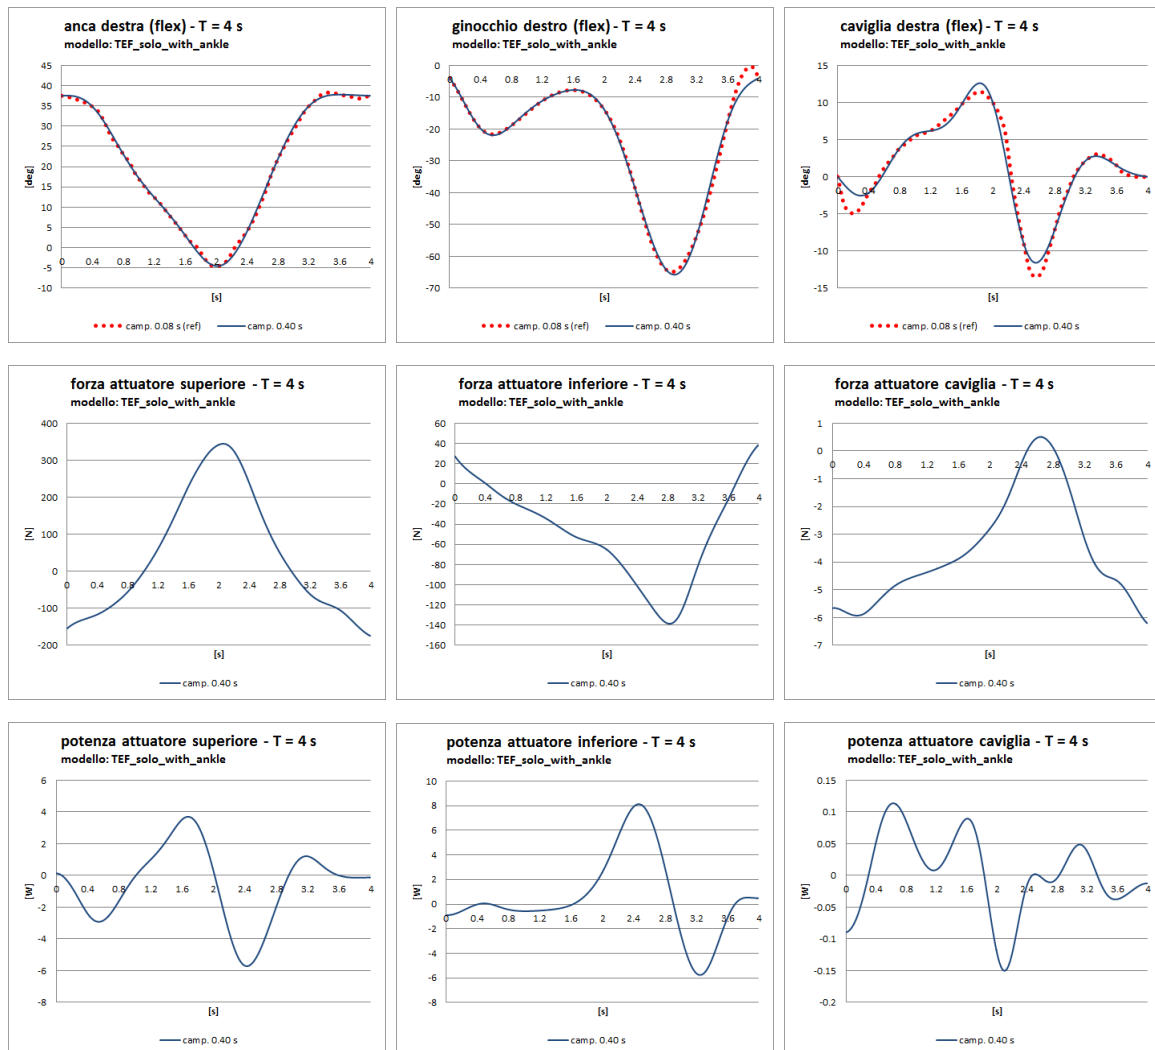 anca destra (flex) - T = 4 s
modello: TEF_solo_with_ankle
45
40
35
30
25
20
15
10
5
0
-5
-10
0 0.4 0.8 1.2 1.6 2 2.4 2.8 3.2 3.6 4
[deg]
[s]
camp. 0.08 s (ref) camp. 0.40 s
ginocchio destro (flex) - T = 4 s
modello: TEF_solo_with_ankle
0
-10
-20
-30
-40
-50
-60
-70
0 0.4 0.8 1.2 1.6 2 2.4 2.8 3.2 3.6 4
[deg]
[s]
camp. 0.08 s (ref) camp. 0.40 s
caviglia destra (flex) - T = 4 s
modello: TEF_solo_with_ankle
15
10
5
0
-5
-10
-15
0 0.4 0.8 1.2 1.6 2 2.4 2.8 3.2 3.6 4
[deg]
[s]
camp. 0.08 s (ref) camp. 0.40 s
forza attuatore superiore - T = 4 s
modello: TEF_solo_with_ankle
400
300
200
100
0
-100
-200
0 0.4 0.8 1.2 1.6 2 2.4 2.8 3.2 3.6 4
[N]
[s]
camp. 0.40 s
forza attuatore inferiore - T = 4 s
modello: TEF_solo_with_ankle
60
40
20
0
-20
-40
-60
-80
-100
-120
-140
-160
0 0.4 0.8 1.2 1.6 2 2.4 2.8 3.2 3.6 4
[N]
[s]
camp. 0.40 s
forza attuatore caviglia - T = 4 s
modello: TEF_solo_with_ankle
1
0
-1
-2
-3
-4
-5
-6
-7
0 0.4 0.8 1.2 1.6 2 2.4 2.8 3.2 3.6 4
[N]
[s]
camp. 0.40 s
potenza attuatore superiore - T = 4 s
modello: TEF_solo_with_ankle
6
4
2
0
-2
-4
-6
-8
0 0.4 0.8 1.2 1.6 2 2.4 2.8 3.2 3.6 4
[W]
[s]
camp. 0.40 s
potenza attuatore inferiore - T = 4 s
modello: TEF_solo_with_ankle
10
8
6
4
2
0
-2
-4
-6
-8
0 0.4 0.8 1.2 1.6 2 2.4 2.8 3.2 3.6 4
[W]
[s]
camp. 0.40 s
potenza attuatore caviglia - T = 4 s
modello: TEF_solo_with_ankle
0.15
0.1
0.05
0
-0.05
-0.1
-0.15
-0.2
0 0.4 0.8 1.2 1.6 2 2.4 2.8 3.2 3.6 4
[W]
[s]
camp. 0.40 s